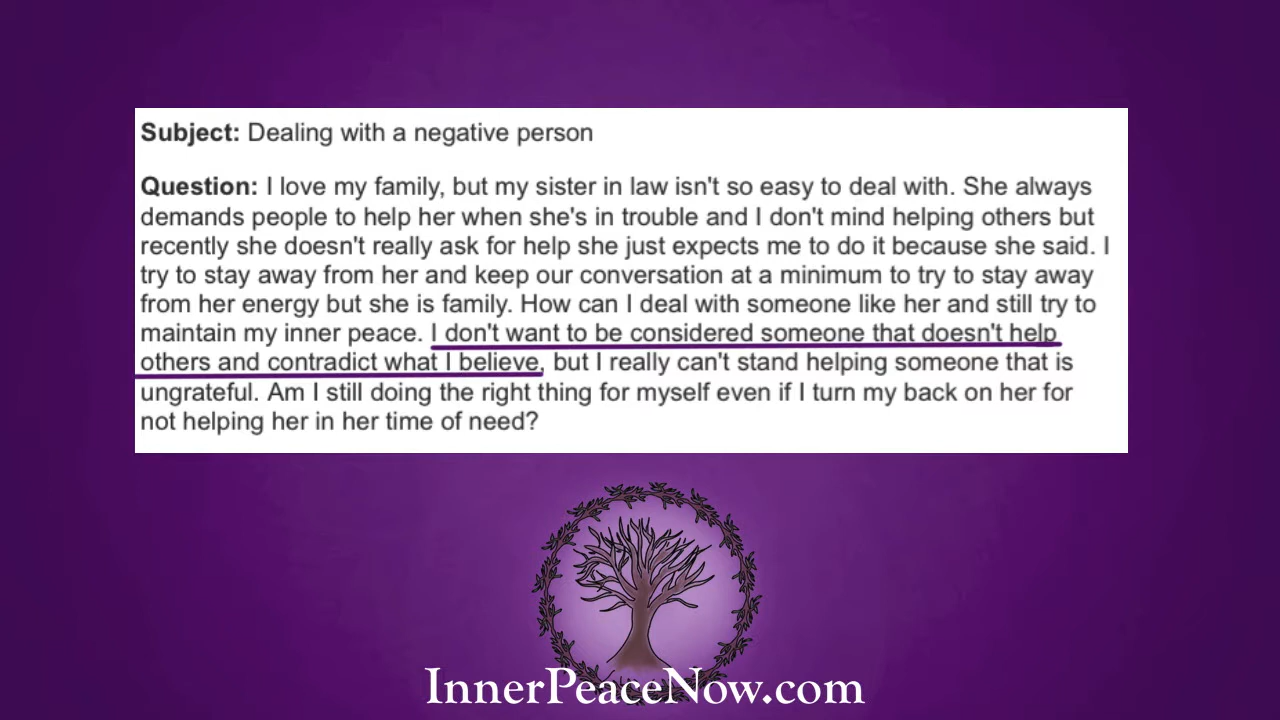 Subject: Dealing with a negative person
Question: I love my family, but my sister in law isn't so easy to deal with. She always
demands people to help her when she's in trouble and I don't mind helping others but
recently she doesn't really ask for help she just expects me to do it because she said. I
try to stay away from her and keep our conversation at a minimum to try to stay away
from her energy but she is family. How can I deal with someone like her and still try to
maintain my inner peace. I don't want to be considered someone that doesn't help
others and contradict what I believe, but I really can't stand helping someone that is
ungrateful. Am I still doing the right thing for myself even if I turn my back on her for
not helping her in her time of need?
InnerPeaceNow.com